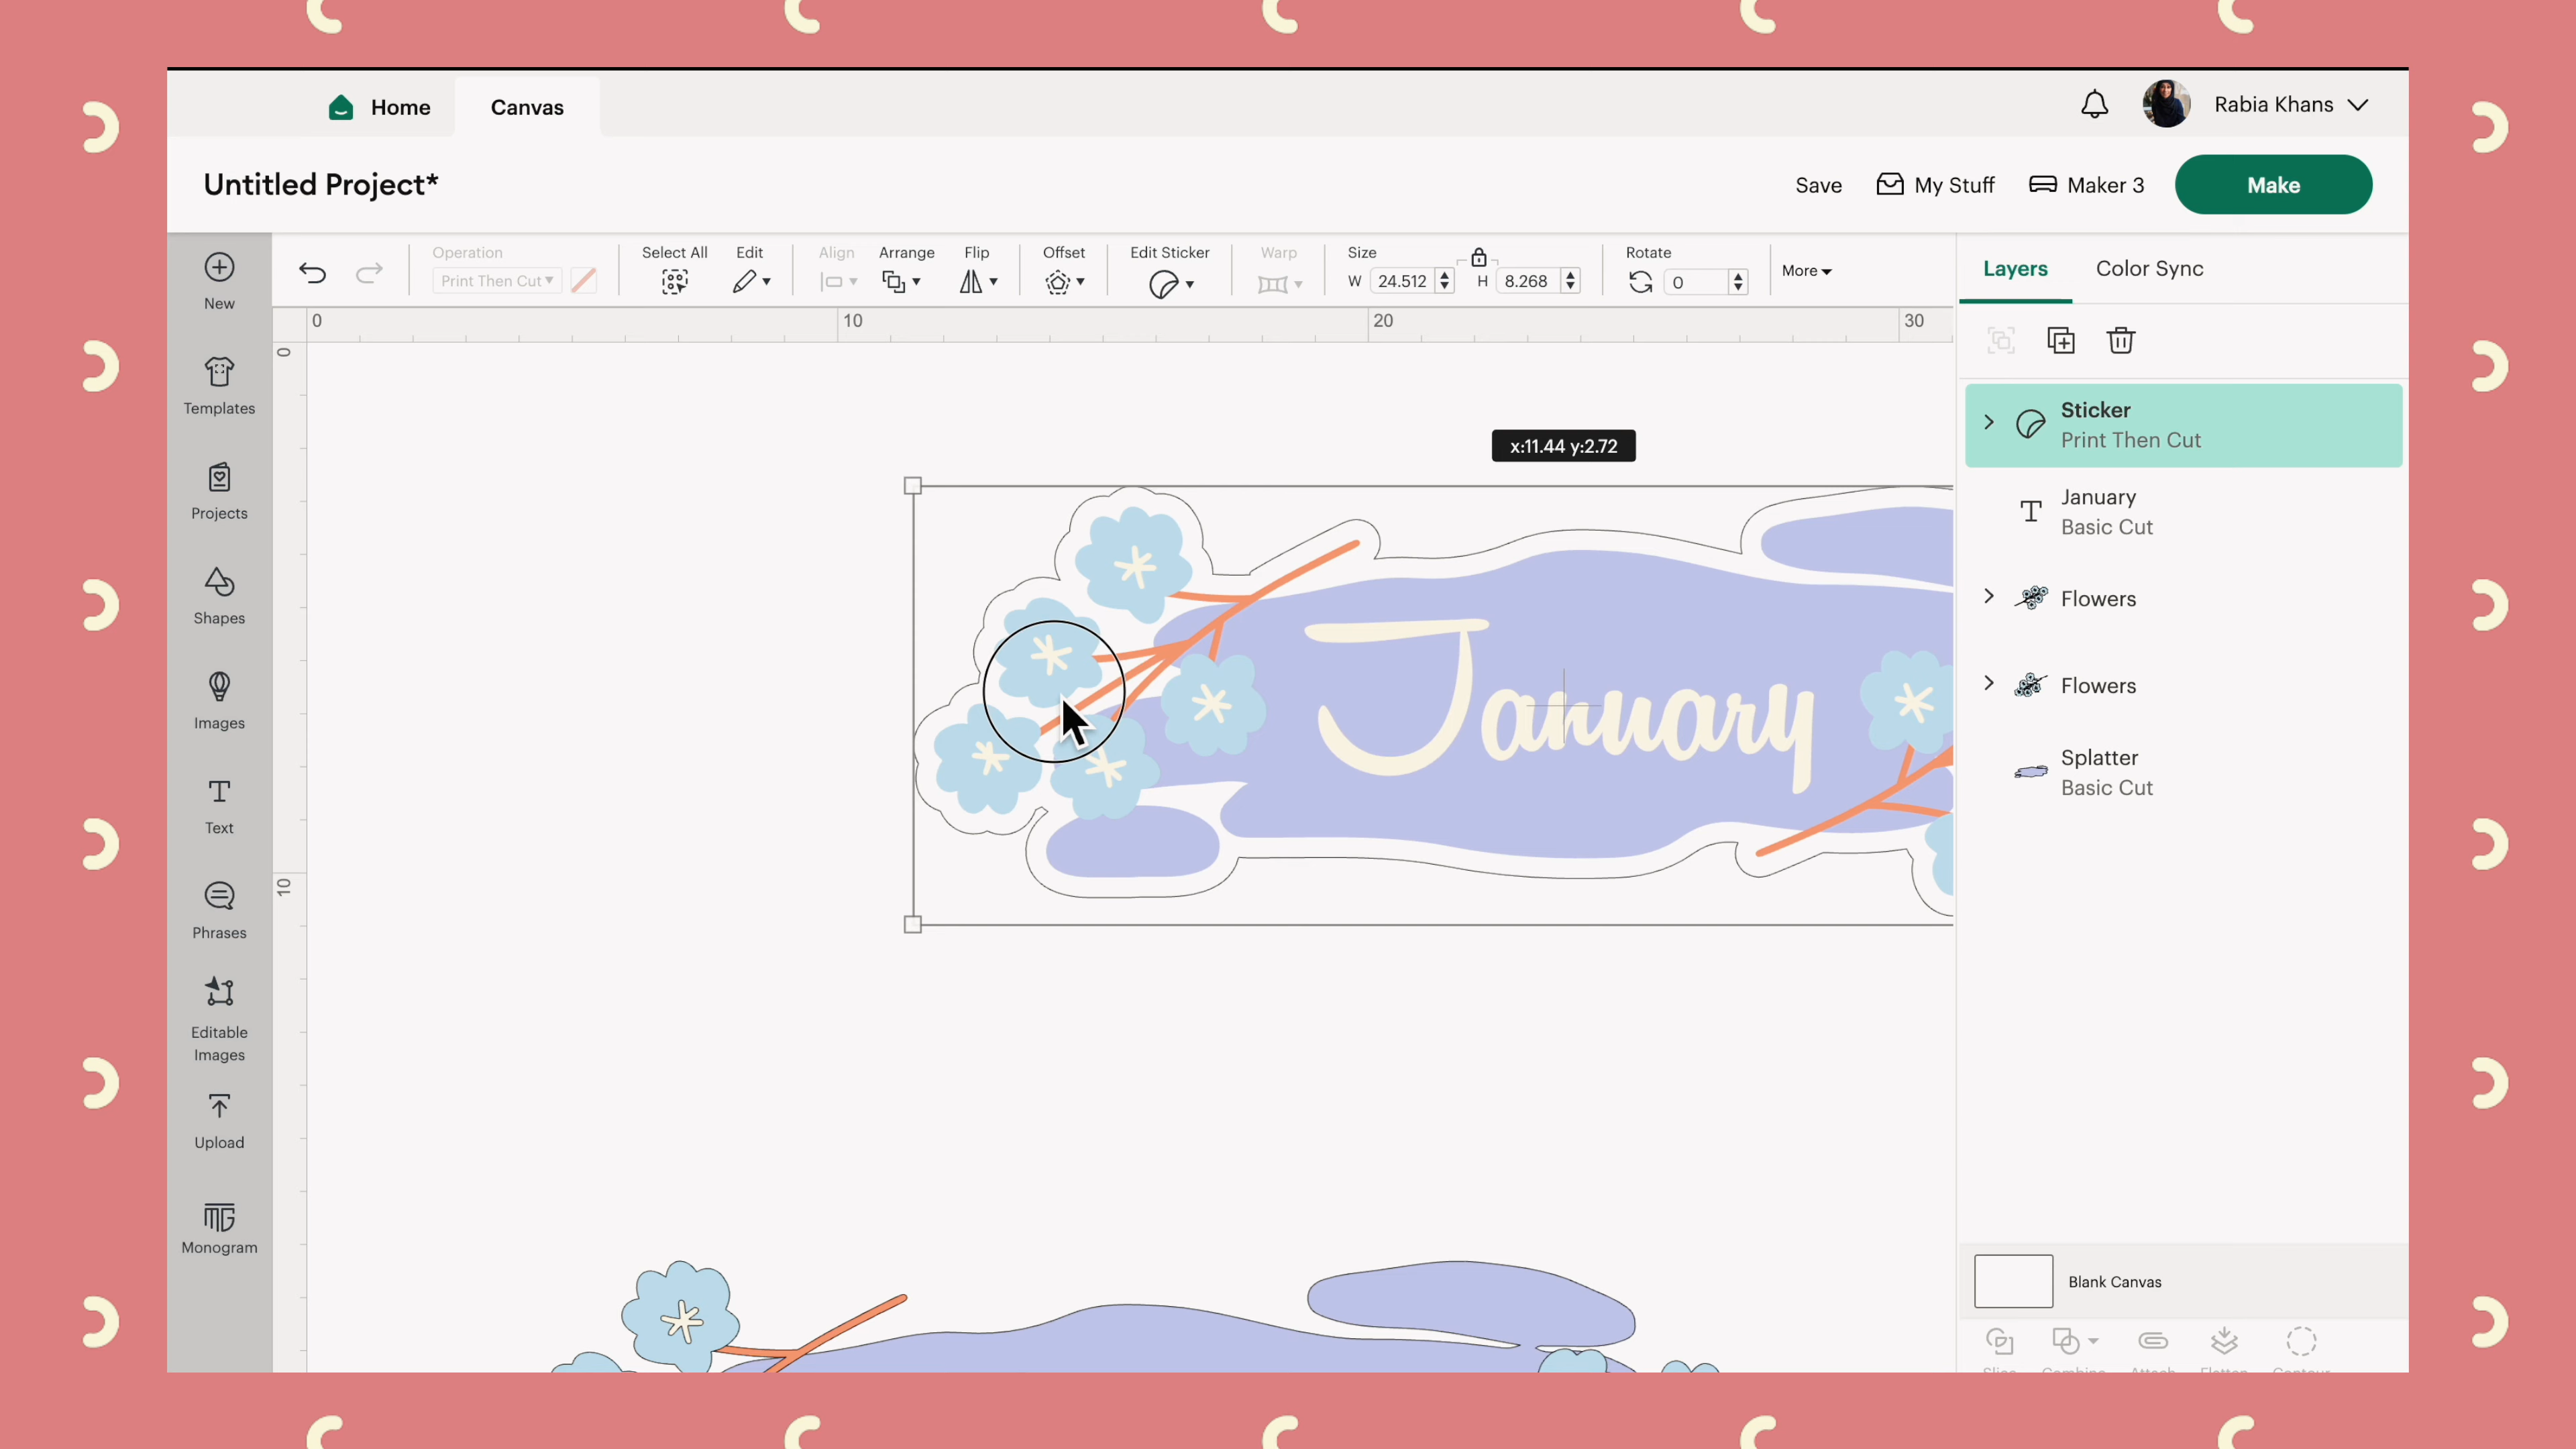 Home
Canvas
Rabia Khans
Untitled Project*
Save
My Stuff
Maker 3
Make
Operation
Print Then Cut
Select All
Edit
Align
Arrange
Flip
Offset
Edit Sticker
Warp
Size
W 24.512
H 8.268
Rotate
0
More
0
10
20
30
0
10
New
Templates
Projects
Shapes
Images
Text
Phrases
Editable
Images
Upload
Monogram
x:11.44 y:2.72
January
Layers
Color Sync
Sticker
Print Then Cut
January
Basic Cut
Flowers
Flowers
Splatter
Basic Cut
Blank Canvas